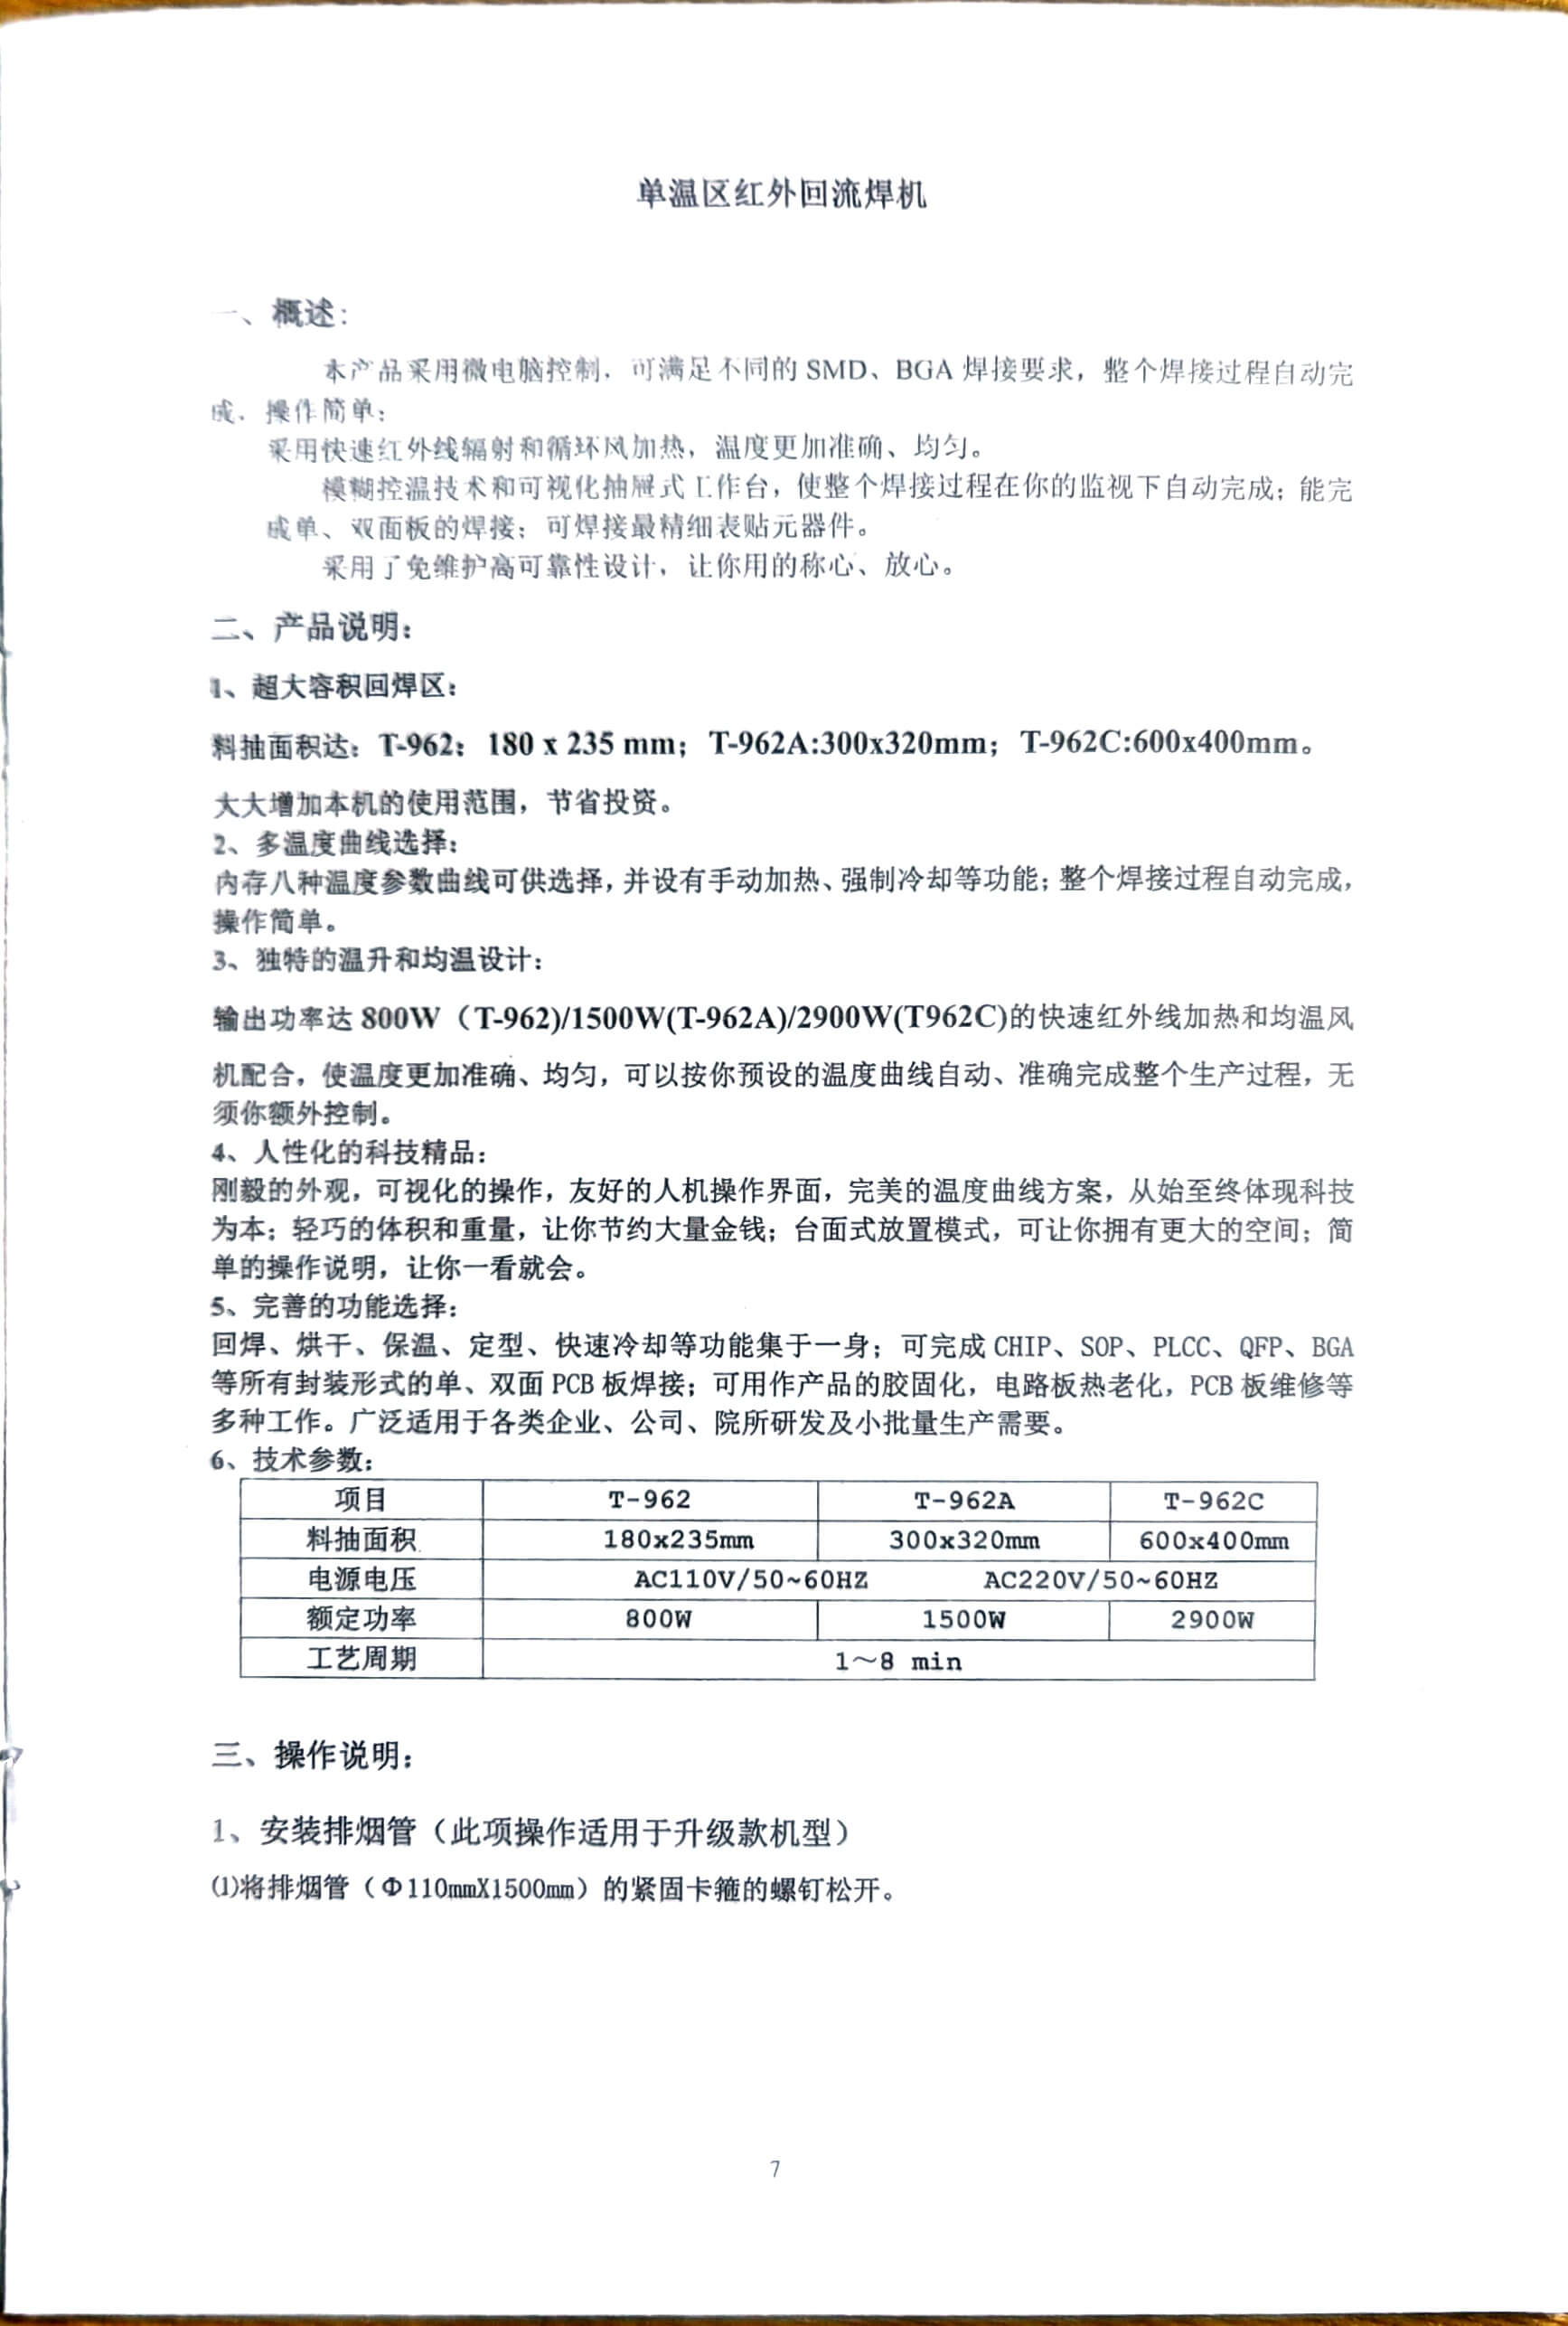 单温区红外回流焊机
一、概述:
本产品采用微电脑控制，可满足不同的 SMD、BGA 焊接要求，整个焊接过程自动完
成、操作简单；
采用快速红外线辐射和循环风加热，温度更加准确、均匀。
模糊控温技术和可视化抽屉式工作台，使整个焊接过程在你的监视下自动完成；能完
成单、双面板的焊接；可焊接最精细表贴元器件。
采用了免维护高可靠性设计，让你用的称心、放心。
二、产品说明：
1、超大容积回焊区：
料抽面积达：T-962：180 x 235 mm；T-962A:300x320mm；T-962C:600x400mm。
大大增加本机的使用范围，节省投资。
2、多温度曲线选择：
内存八种温度参数曲线可供选择，并设有手动加热、强制冷却等功能；整个焊接过程自动完成，
操作简单。
3、独特的温升和均温设计：
输出功率达 800W（T-962)/1500W(T-962A)/2900W(T962C)的快速红外线加热和均温风
机配合，使温度更加准确、均匀，可以按你预设的温度曲线自动、准确完成整个生产过程，无
须你额外控制。
4、人性化的科技精品：
刚毅的外观，可视化的操作，友好的人机操作界面，完美的温度曲线方案，从始至终体现科技
为本；轻巧的体积和重量，让你节约大量金钱；台面式放置模式，可让你拥有更大的空间；简
单的操作说明，让你一看就会。
5、完善的功能选择：
回焊、烘干、保温、定型、快速冷却等功能集于一身；可完成 CHIP、SOP、PLCC、QFP、BGA
等所有封装形式的单、双面 PCB 板焊接；可用作产品的胶固化，电路板热老化，PCB 板维修等
多种工作。广泛适用于各类企业、公司、院所研发及小批量生产需要。
6、技术参数：
项目 T-962 T-962A T-962C
料抽面积 180x235mm 300x320mm 600x400mm
电源电压 AC110V/50~60HZ AC220V/50~60HZ
额定功率 800W 1500W 2900W
工艺周期 1～8 min
三、操作说明：
1、安装排烟管（此项操作适用于升级款机型）
⑴将排烟管（Φ110mmX1500mm）的紧固卡箍的螺钉松开。
7